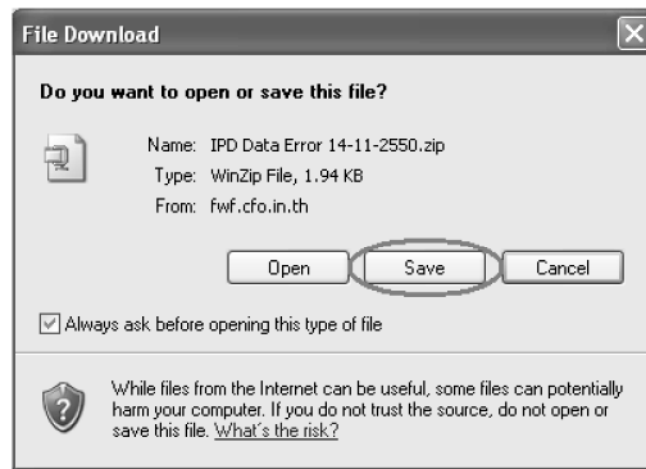 File Download
Do you want to open or save this file?
Name: IPD Data Error 14-11-2550.zip
Type: WinZip File, 1.94 KB
From: fwf.cfo.in.th
Open Save Cancel
Always ask before opening this type of file
While files from the Internet can be useful, some files can potentially
harm your computer. If you do not trust the source, do not open or
save this file. What's the risk?